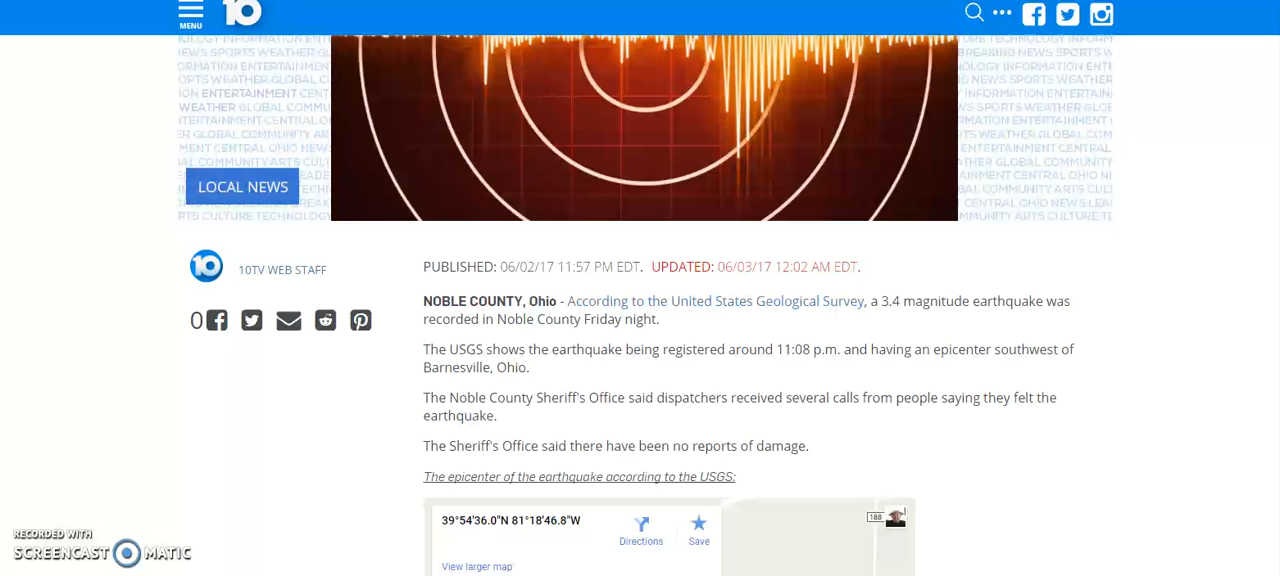 MENU
10
LOCAL NEWS
10
10TV WEB STAFF
0
PUBLISHED: 06/02/17 11:57 PM EDT. UPDATED: 06/03/17 12:02 AM EDT.
NOBLE COUNTY, Ohio - According to the United States Geological Survey, a 3.4 magnitude earthquake was
recorded in Noble County Friday night.
The USGS shows the earthquake being registered around 11:08 p.m. and having an epicenter southwest of
Barnesville, Ohio.
The Noble County Sheriff's Office said dispatchers received several calls from people saying they felt the
earthquake.
The Sheriff's Office said there have been no reports of damage.
The epicenter of the earthquake according to the USGS:
39°54'36.0"N 81°18'46.8"W
Directions
Save
188
View larger map
RECORDED WITH
SCREENCAST MATIC